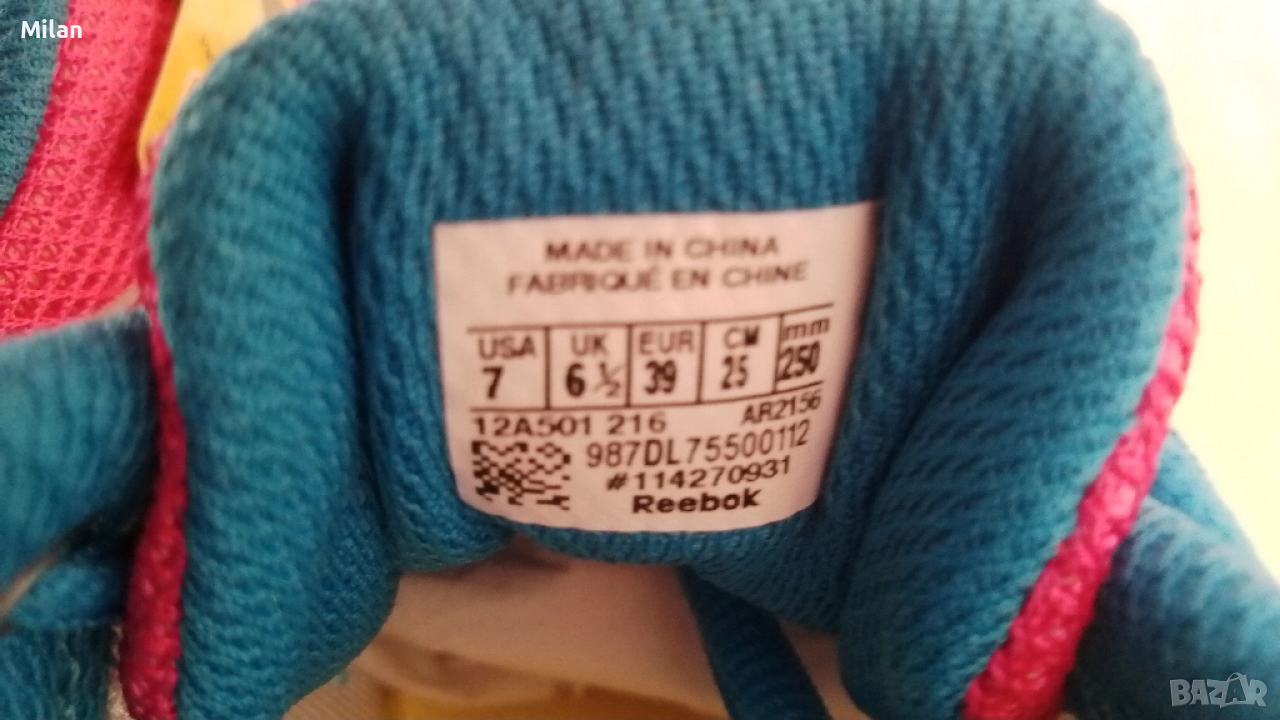 Milan
MADE IN CHINA
FABRIQUÉ EN CHINE
USA UK EUR CM mm
7 6 ½ 39 25 250
12A501 216 AR2156
987DL75500112
#114270931
Reebok
BAZAR